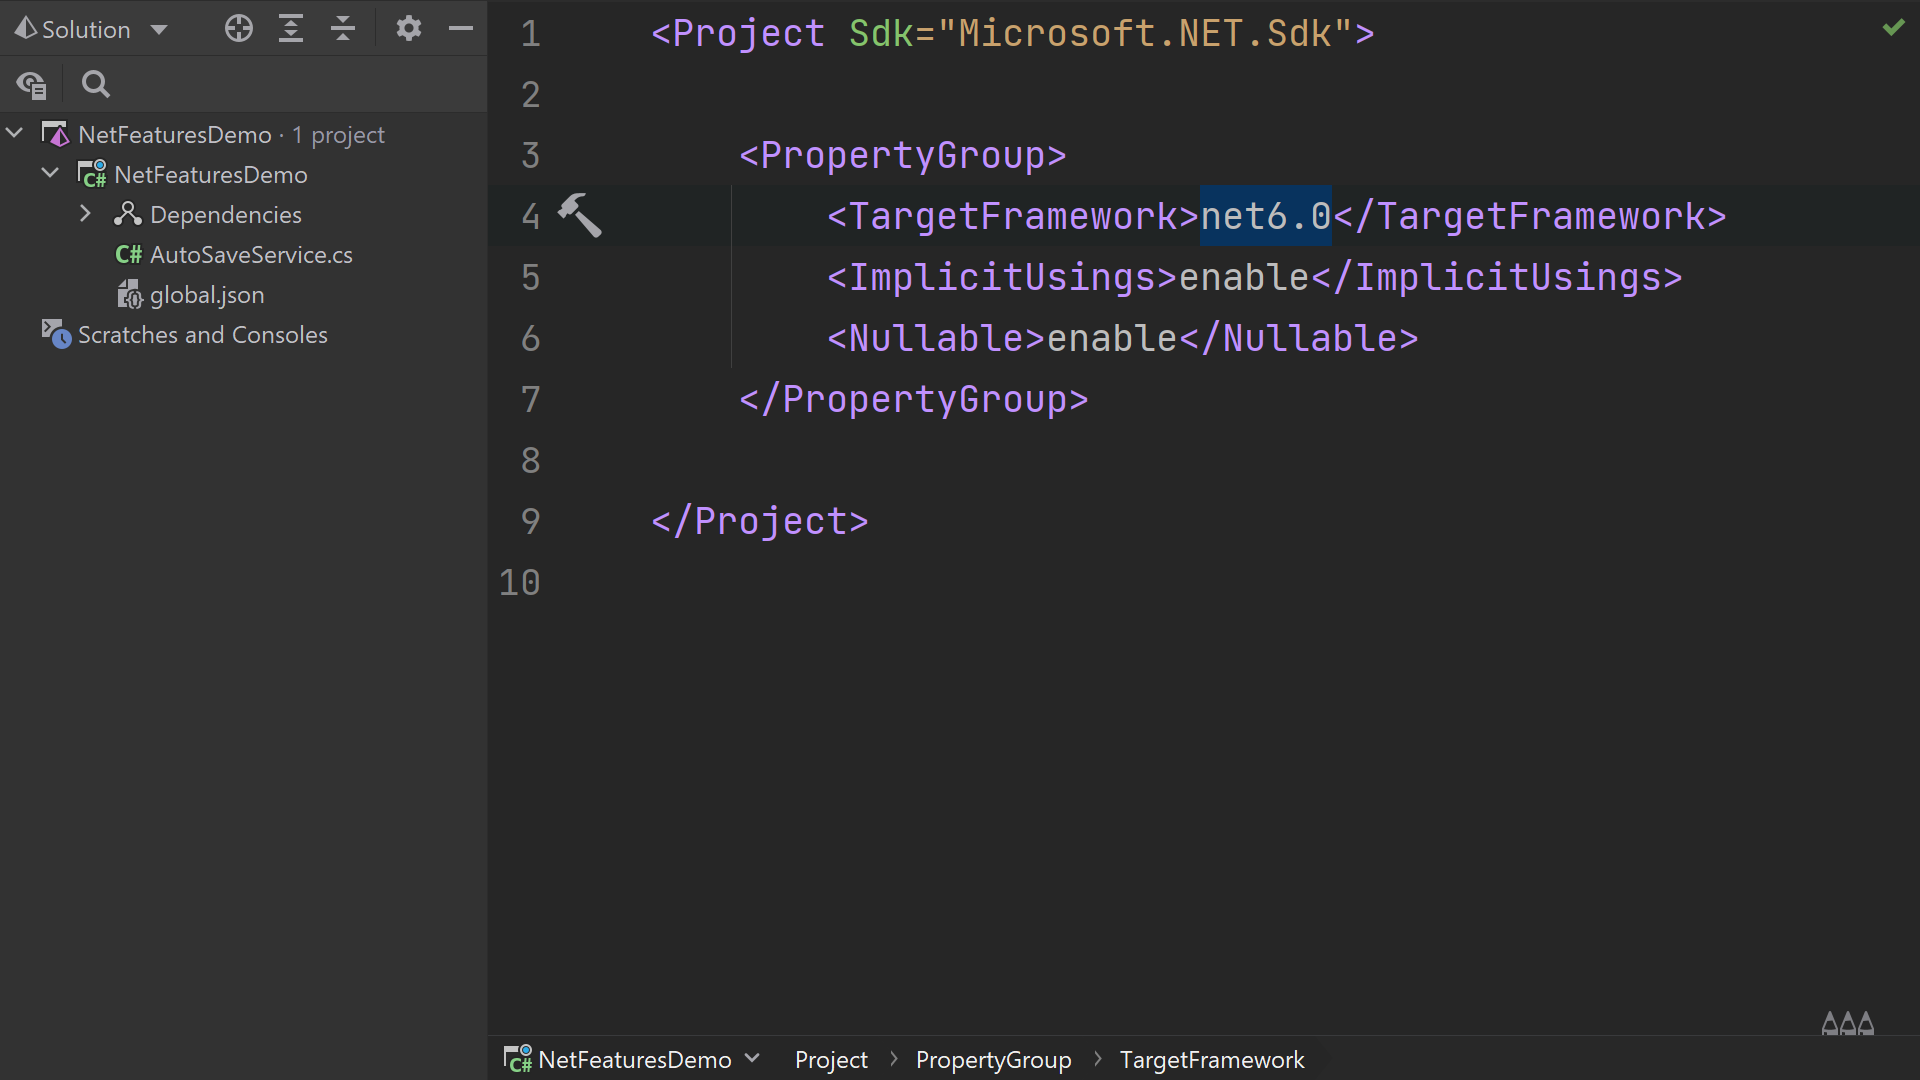 Solution
NetFeaturesDemo · 1 project
C# NetFeaturesDemo
Dependencies
C# AutoSaveService.cs
global.json
Scratches and Consoles
1 <Project Sdk="Microsoft.NET.Sdk">
2
3 <PropertyGroup>
4 <TargetFramework>net6.0</TargetFramework>
5 <ImplicitUsings>enable</ImplicitUsings>
6 <Nullable>enable</Nullable>
7 </PropertyGroup>
8
9 </Project>
10
C# NetFeaturesDemo Project > PropertyGroup > TargetFramework